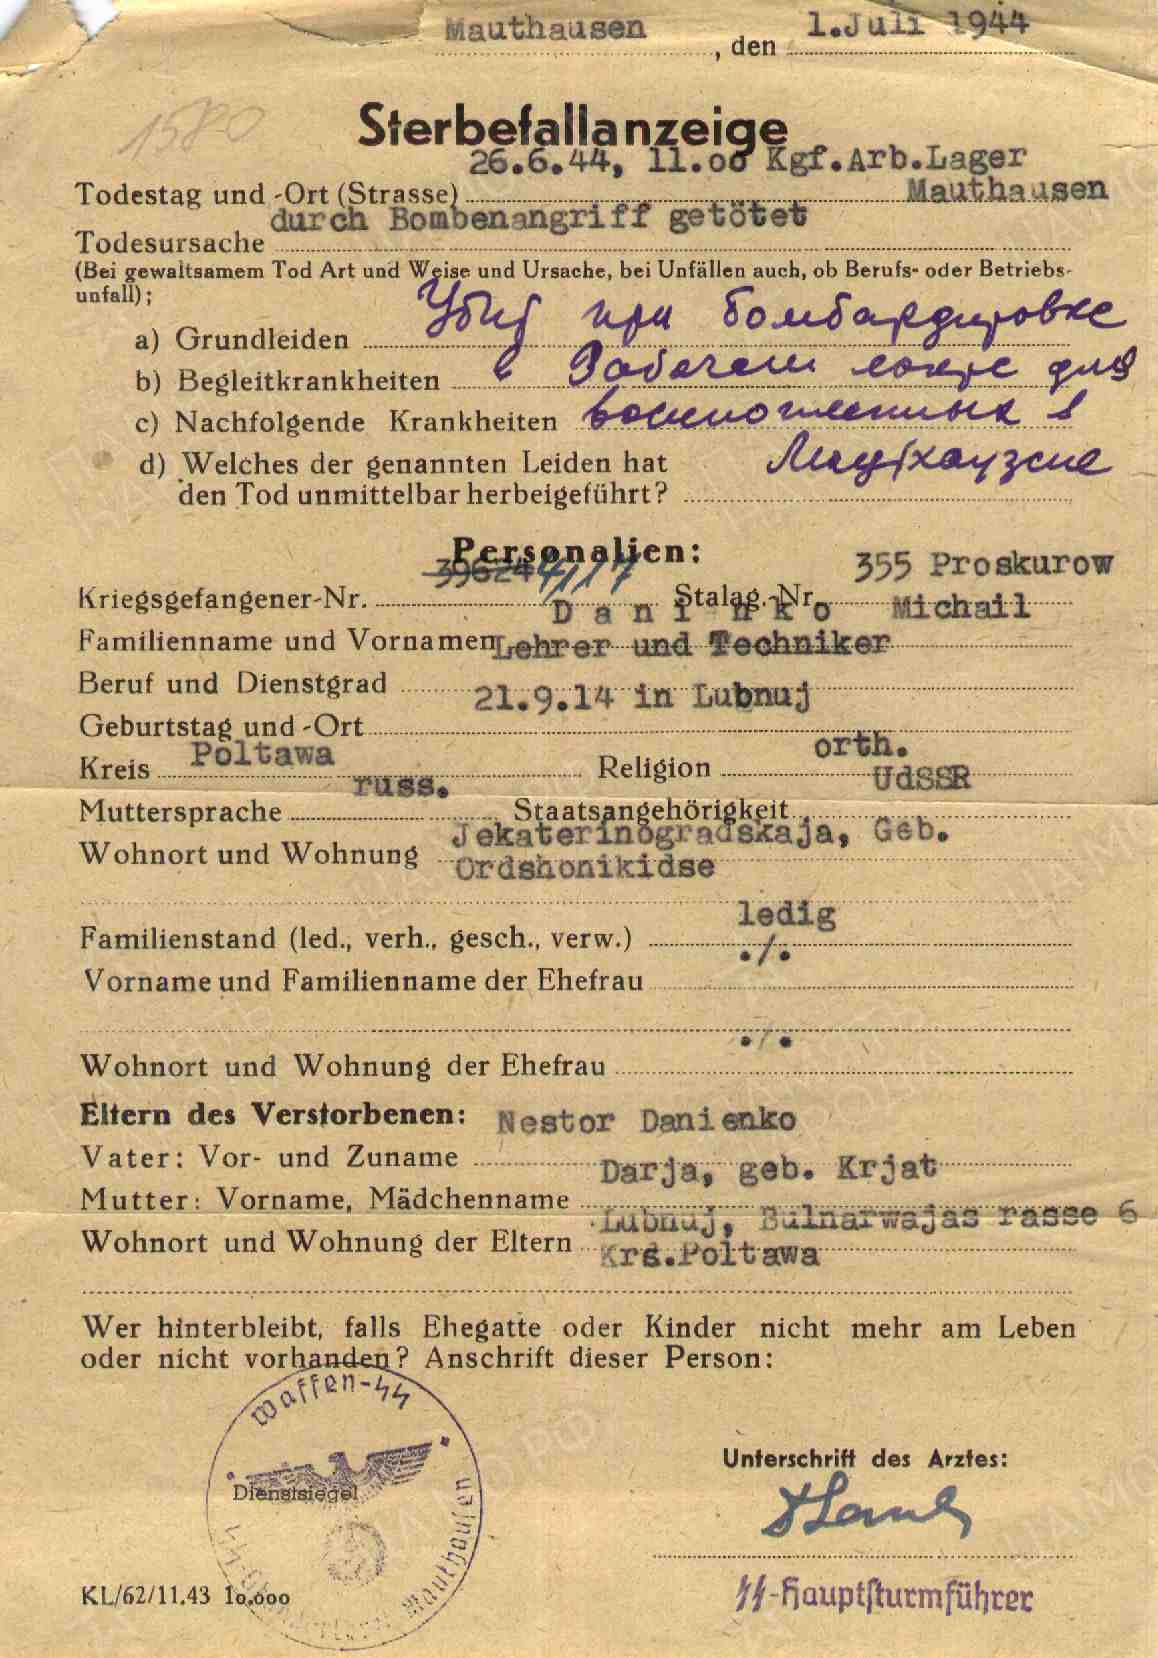 Mauthausen, den 1.Juli 1944
1580
Sterbefallanzeige
26.6.44, 11.oo Kgf.Arb.Lager
Todestag und -Ort (Strasse) Mauthausen
durch Bombenangriff getötet
Todesursache
(Bei gewaltsamem Tod Art und Weise und Ursache, bei Unfällen auch, ob Berufs- oder Betriebs-
unfall);
Убит при бомбардировке
a) Grundleiden
в Рабочем лагере для
b) Begleitkrankheiten
военнопленных в
c) Nachfolgende Krankheiten
Маутхаузене
d) Welches der genannten Leiden hat
den Tod unmittelbar herbeigeführt?
Personalien:
39624 355 Proskurow
Kriegsgefangener-Nr. Stalag.-Nr.
D a n i n k o Michail
Familienname und Vornamen
Lehrer und Techniker
Beruf und Dienstgrad
21.9.14 in Lubnuj
Geburtstag und -Ort
Poltawa orth.
Kreis Religion
russ. UdSSR
Muttersprache Staatsangehörigkeit
Jekaterinogradskaja, Geb.
Wohnort und Wohnung
Ordshonikidse
ledig
Familienstand (led., verh., gesch., verw.)
./.
Vorname und Familienname der Ehefrau
./.
Wohnort und Wohnung der Ehefrau
Eltern des Verstorbenen: Nestor Danienko
Vater: Vor- und Zuname
Darja, geb. Krjat
Mutter: Vorname, Mädchenname
Lubnuj, Bulnarwajas rasse 6
Wohnort und Wohnung der Eltern
Krs.Poltawa
Wer hinterbleibt, falls Ehegatte oder Kinder nicht mehr am Leben
oder nicht vorhanden? Anschrift dieser Person:
Waffen-SS
Dienstsiegel
Mauthausen
Unterschrift des Arztes:
SS-Hauptsturmführer
KL/62/11.43 10.000